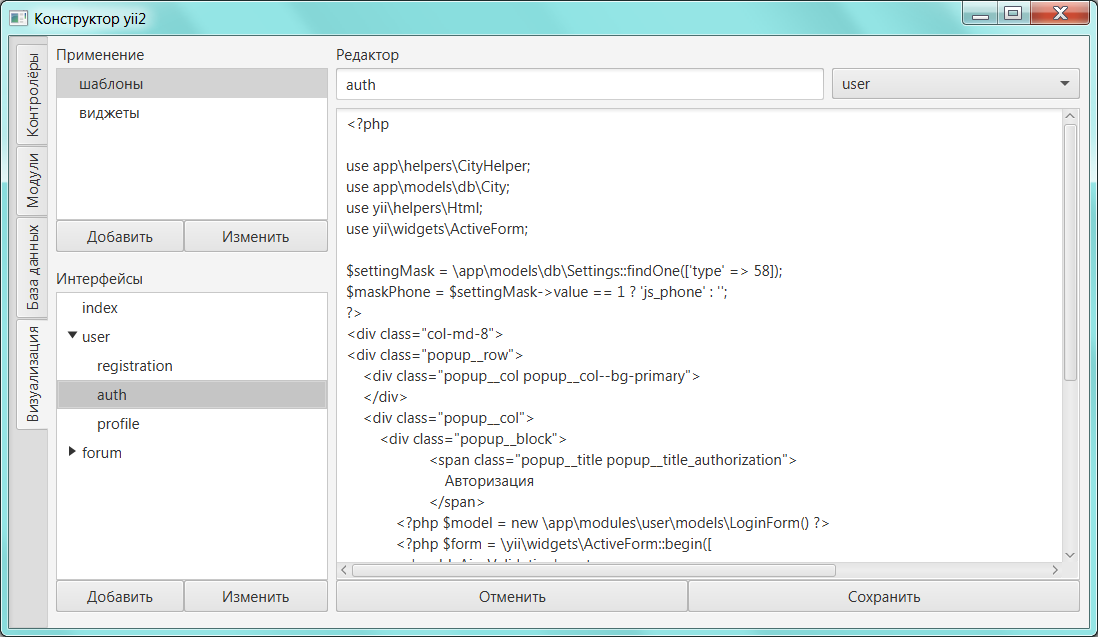 Конструктор yii2
Контролёры
Модули
База данных
Визуализация
Применение
шаблоны
виджеты
Добавить
Изменить
Интерфейсы
index
user
registration
auth
profile
forum
Добавить
Изменить
Редактор
auth
user
<?php
use app\helpers\CityHelper;
use app\models\db\City;
use yii\helpers\Html;
use yii\widgets\ActiveForm;
$settingMask = \app\models\db\Settings::findOne(['type' => 58]);
$maskPhone = $settingMask->value == 1 ? 'js_phone' : '';
?>
<div class="col-md-8">
<div class="popup__row">
<div class="popup__col popup__col--bg-primary">
</div>
<div class="popup__col">
<div class="popup__block">
<span class="popup__title popup__title_authorization">
Авторизация
</span>
<?php $model = new \app\modules\user\models\LoginForm() ?>
<?php $form = \yii\widgets\ActiveForm::begin([
Отменить
Сохранить